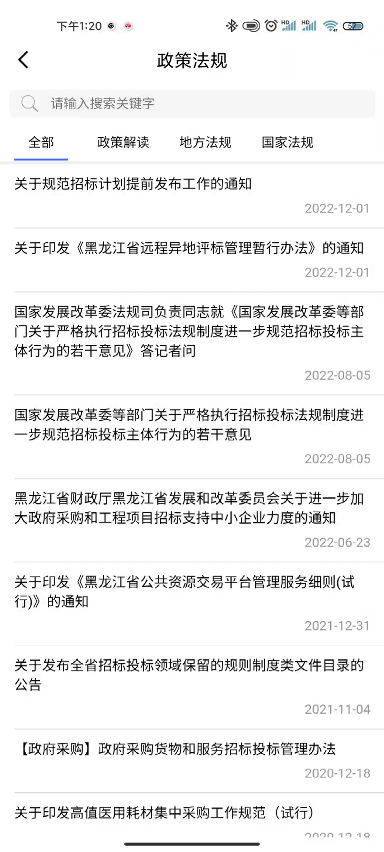 下午1:20
政策法规
请输入搜索关键字
全部 政策解读 地方法规 国家法规
关于规范招标计划提前发布工作的通知
2022-12-01
关于印发《黑龙江省远程异地评标管理暂行办法》的通知
2022-12-01
国家发展改革委法规司负责同志就《国家发展改革委等部
门关于严格执行招标投标法规制度进一步规范招标投标主
体行为的若干意见》答记者问
2022-08-05
国家发展改革委等部门关于严格执行招标投标法规制度进
一步规范招标投标主体行为的若干意见
2022-08-05
黑龙江省财政厅黑龙江省发展和改革委员会关于进一步加
大政府采购和工程项目招标支持中小企业力度的通知
2022-06-23
关于印发《黑龙江省公共资源交易平台管理服务细则(试
行)》的通知
2021-12-31
关于发布全省招标投标领域保留的规则制度类文件目录的
公告
2021-11-04
【政府采购】政府采购货物和服务招标投标管理办法
2020-12-18
关于印发高值医用耗材集中采购工作规范（试行）
2020-12-18